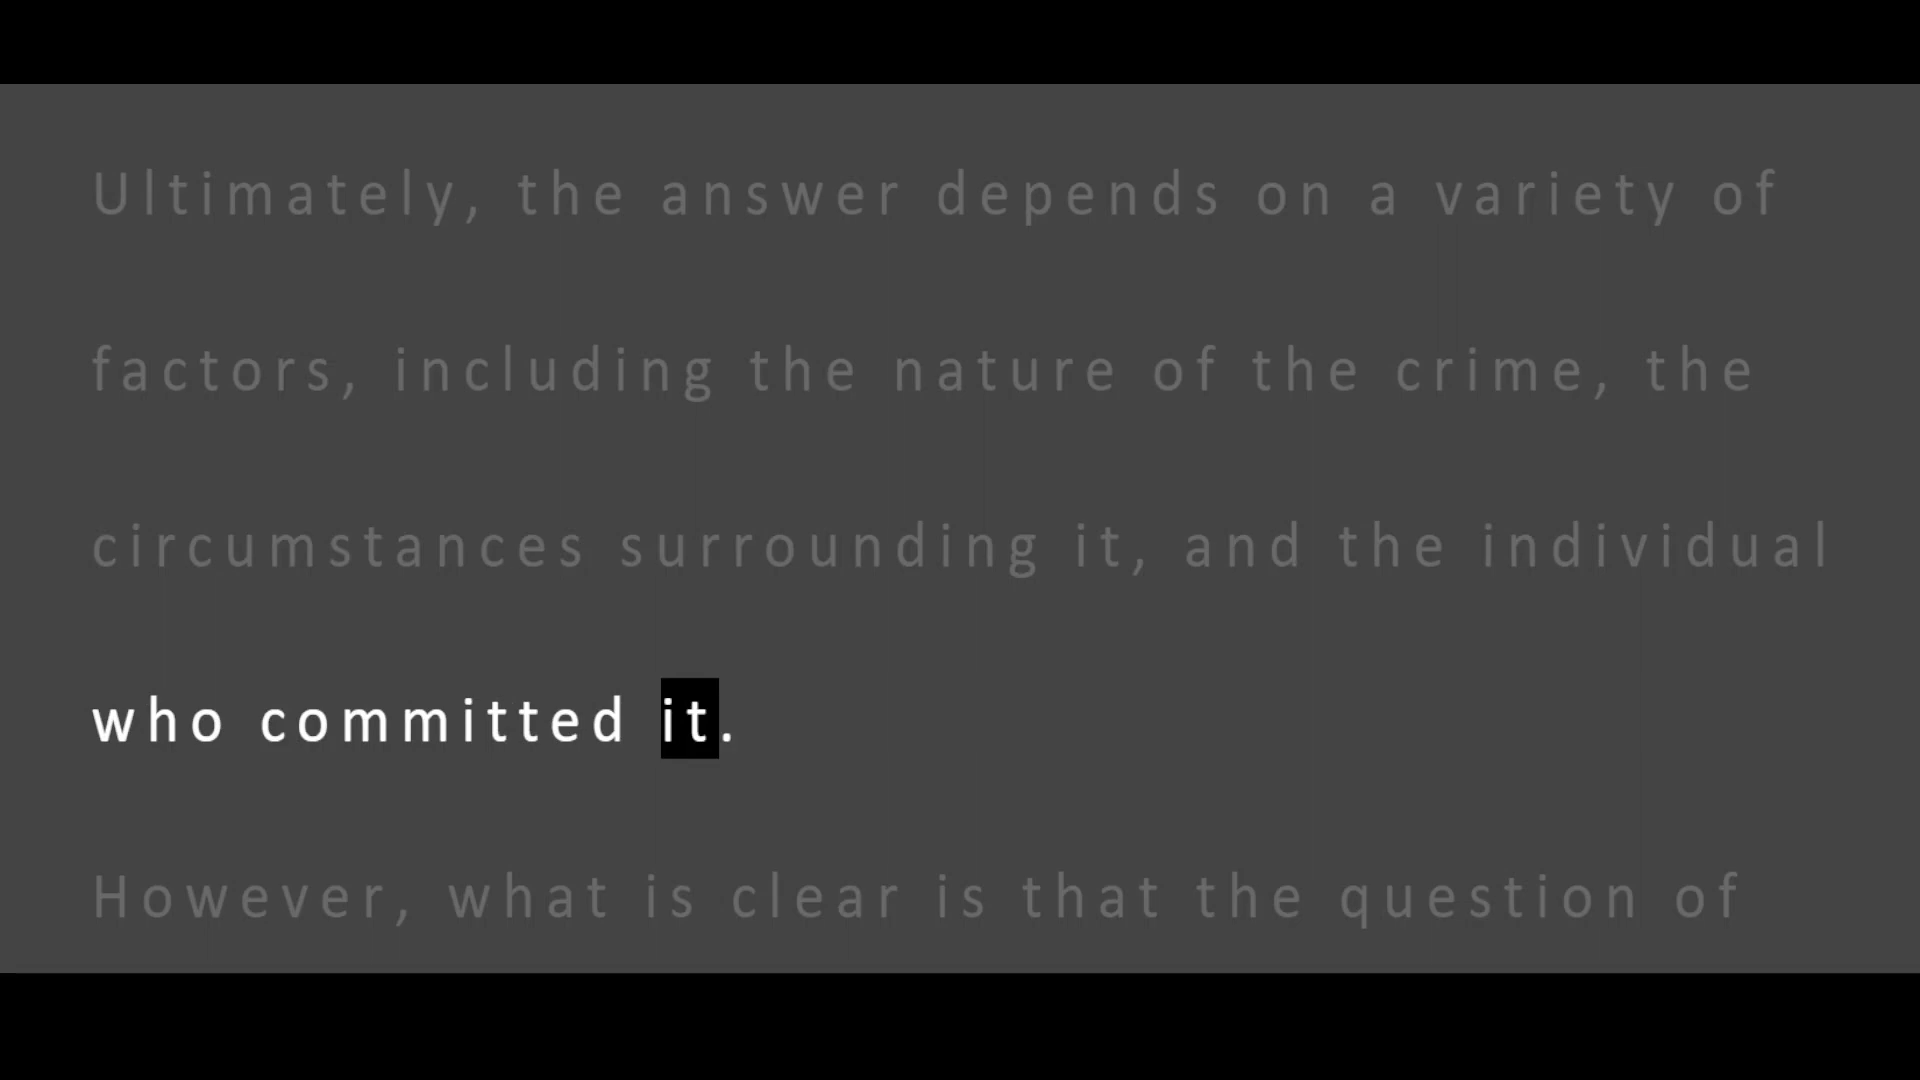 Ultimately, the answer depends on a variety of
factors, including the nature of the crime, the
circumstances surrounding it, and the individual
who committed it.
However, what is clear is that the question of